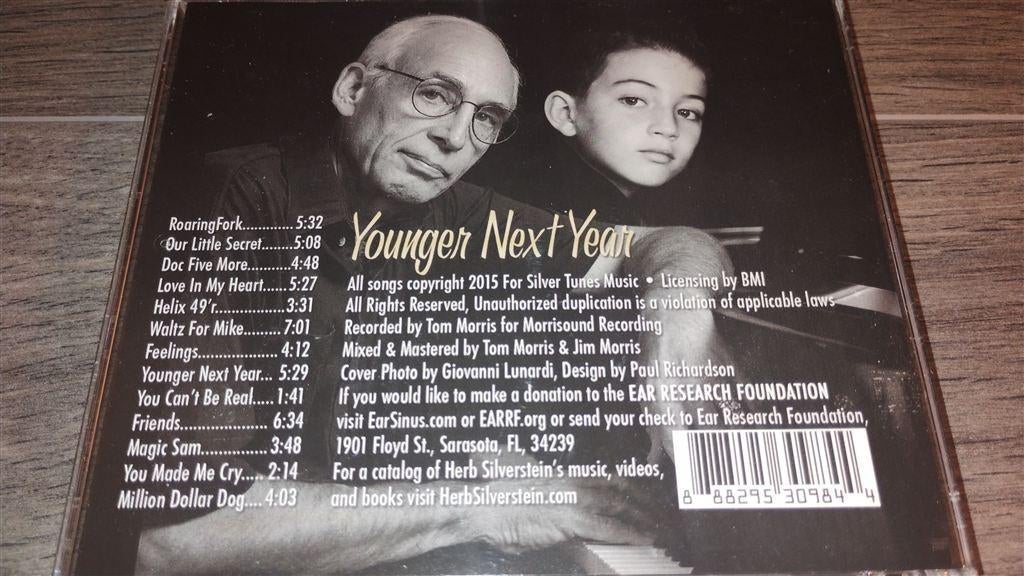 RoaringFork.............5:32
Our Little Secret.......5:08
Doc Five More...........4:48
Love In My Heart......5:27
Helix 49'r.................3:31
Waltz For Mike.........7:01
Feelings.................... 4:12
Younger Next Year... 5:29
You Can't Be Real.....1:41
Friends...................... 6:34
Magic Sam................3:48
You Made Me Cry..... 2:14
Million Dollar Dog.... 4:03
Younger Next Year
All songs copyright 2015 For Silver Tunes Music • Licensing by BMI
All Rights Reserved, Unauthorized duplication is a violation of applicable laws
Recorded by Tom Morris for Morrisound Recording
Mixed & Mastered by Tom Morris & Jim Morris
Cover Photo by Giovanni Lunardi, Design by Paul Richardson
If you would like to make a donation to the EAR RESEARCH FOUNDATION
visit EarSinus.com or EARRF.org or send your check to Ear Research Foundation,
1901 Floyd St., Sarasota, FL, 34239
For a catalog of Herb Silverstein's music, videos,
and books visit HerbSilverstein.com
8 88295 30984 4